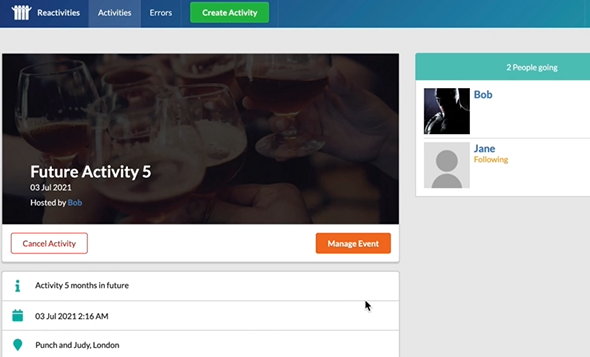 Reactivities Activities Errors Create Activity
Future Activity 5
03 Jul 2021
Hosted by Bob
Cancel Activity Manage Event
Activity 5 months in future
03 Jul 2021 2:16 AM
Punch and Judy, London
2 People going
Bob
Jane
Following